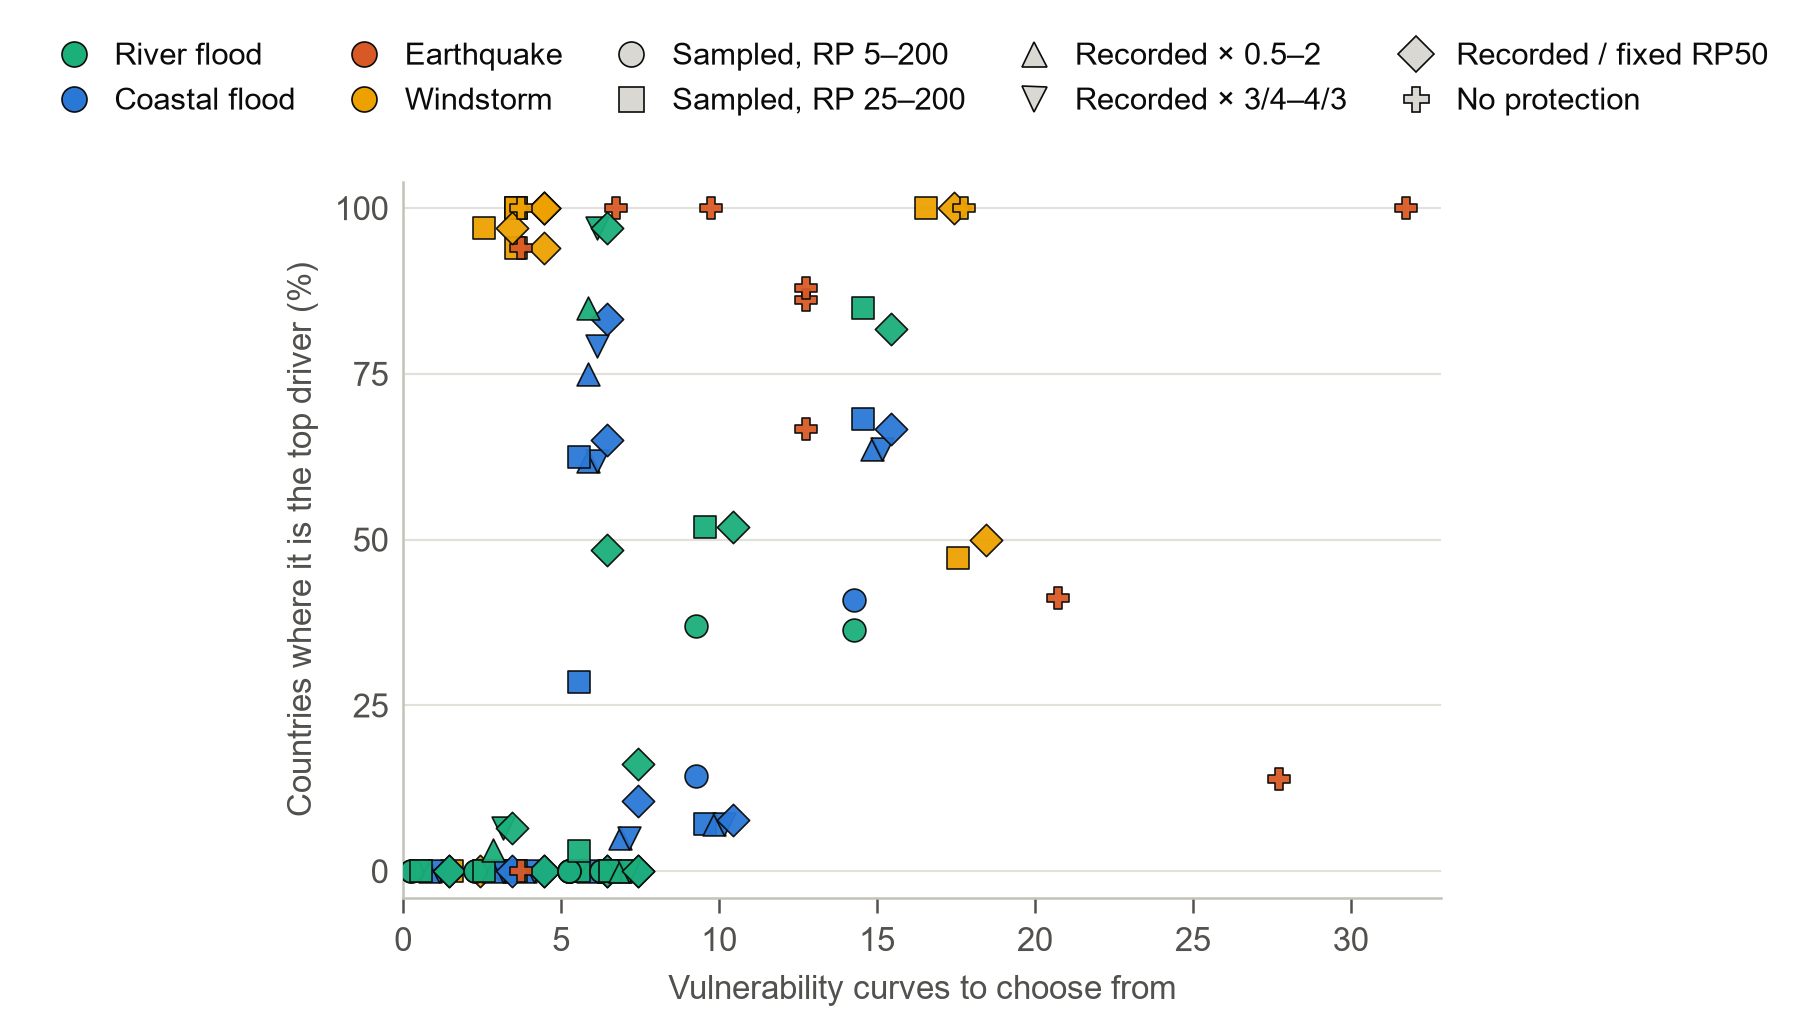 River flood
Earthquake
Sampled, RP 5–200
Recorded × 0.5–2
Recorded / fixed RP50
Coastal flood
Windstorm
Sampled, RP 25–200
Recorded × 3/4–4/3
No protection
Countries where it is the top driver (%)
100
75
50
25
0
0 5 10 15 20 25 30
Vulnerability curves to choose from